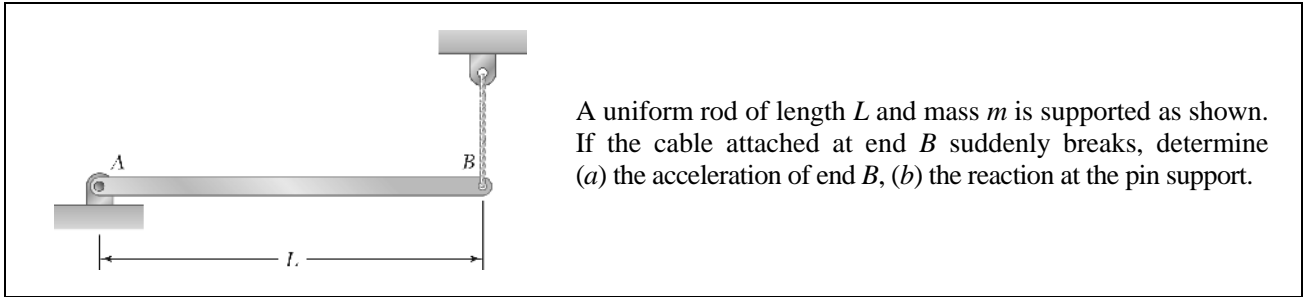 A
B
L
A uniform rod of length L and mass m is supported as shown.
If the cable attached at end B suddenly breaks, determine
(a) the acceleration of end B, (b) the reaction at the pin support.